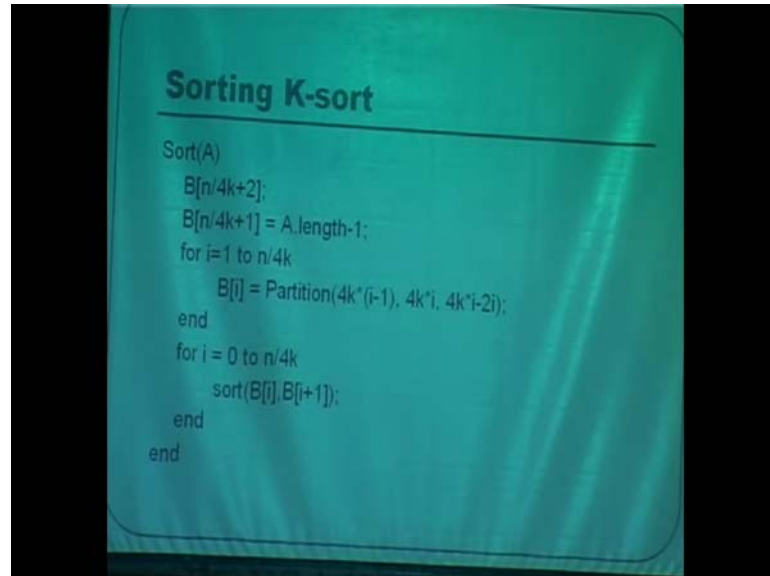 Sorting K-sort
Sort(A)
B[n/4k+2];
B[n/4k+1] = A.length-1;
for i=1 to n/4k
B[i] = Partition(4k*(i-1), 4k*i, 4k*i-2i);
end
for i = 0 to n/4k
sort(B[i],B[i+1]);
end
end